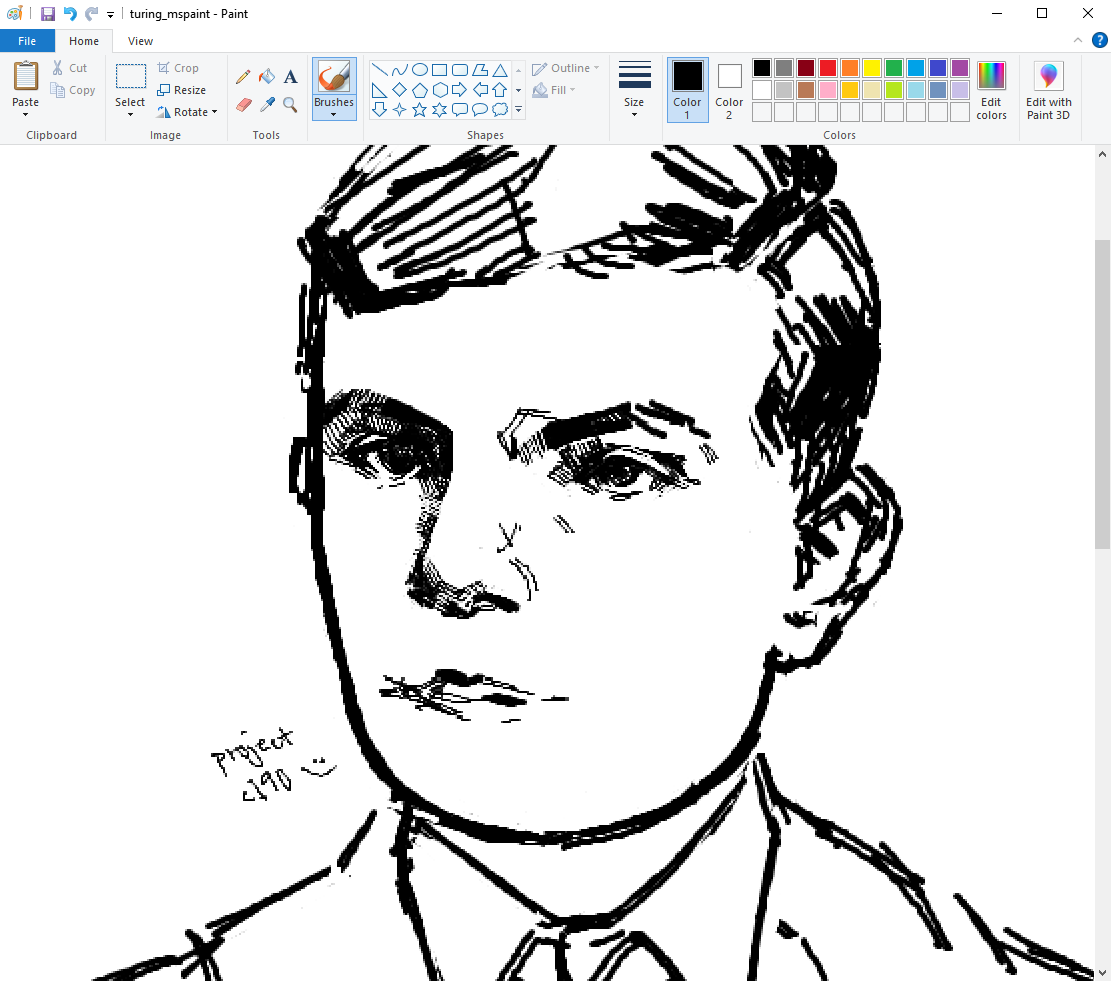 turing_mspaint - Paint
File
Home
View
Paste
Cut
Copy
Clipboard
Select
Crop
Resize
Rotate
Image
A
Tools
Brushes
Outline
Fill
Shapes
Size
Color
1
Color
2
Edit
colors
Colors
Edit with
Paint 3D
project